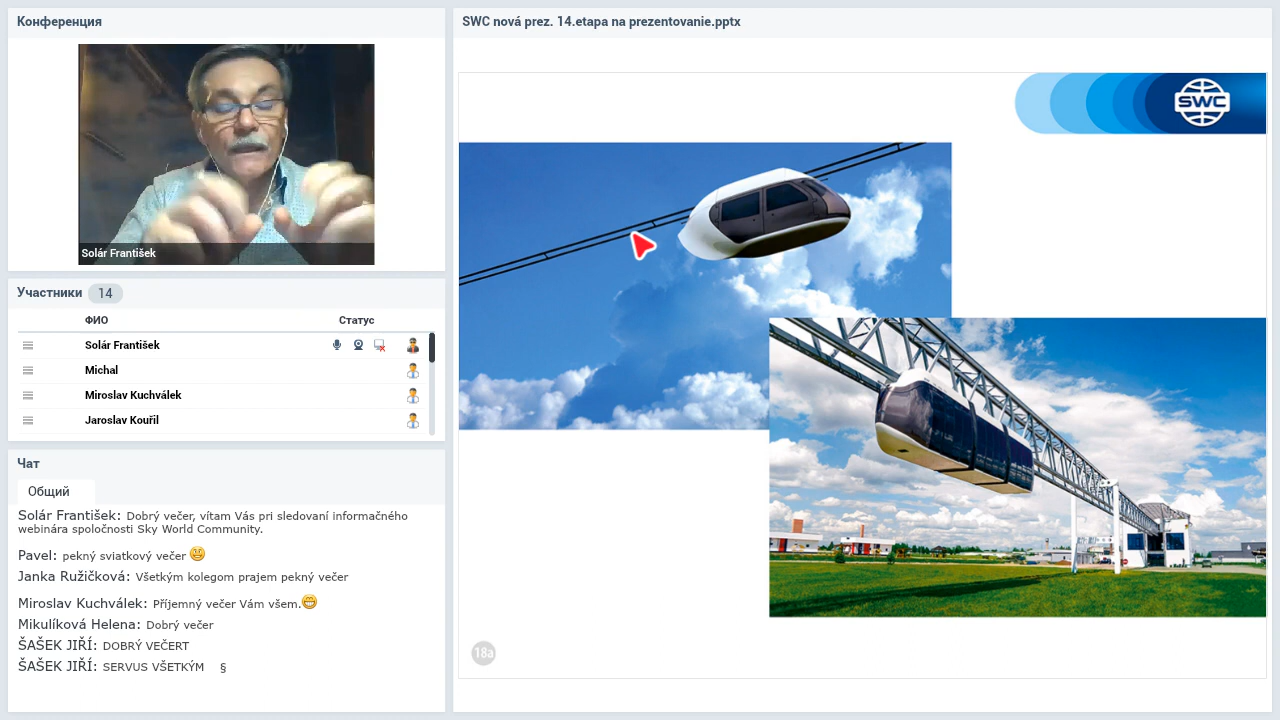 Конференция
SWC nová prez. 14.etapa na prezentovanie.pptx
SWC
Solár František
Участники 14
ФИО Статус
Solár František
Michal
Miroslav Kuchválek
Jaroslav Kouřil
Чат
Общий
Solár František: Dobrý večer, vítam Vás pri sledovaní informačného
webinára spoločnosti Sky World Community.
Pavel: pekný sviatkový večer
Janka Ružičková: Všetkým kolegom prajem pekný večer
Miroslav Kuchválek: Příjemný večer Vám všem.
Mikulíková Helena: Dobrý večer
ŠAŠEK JIŘÍ: DOBRÝ VEČERT
ŠAŠEK JIŘÍ: SERVUS VŠETKÝM §
18a